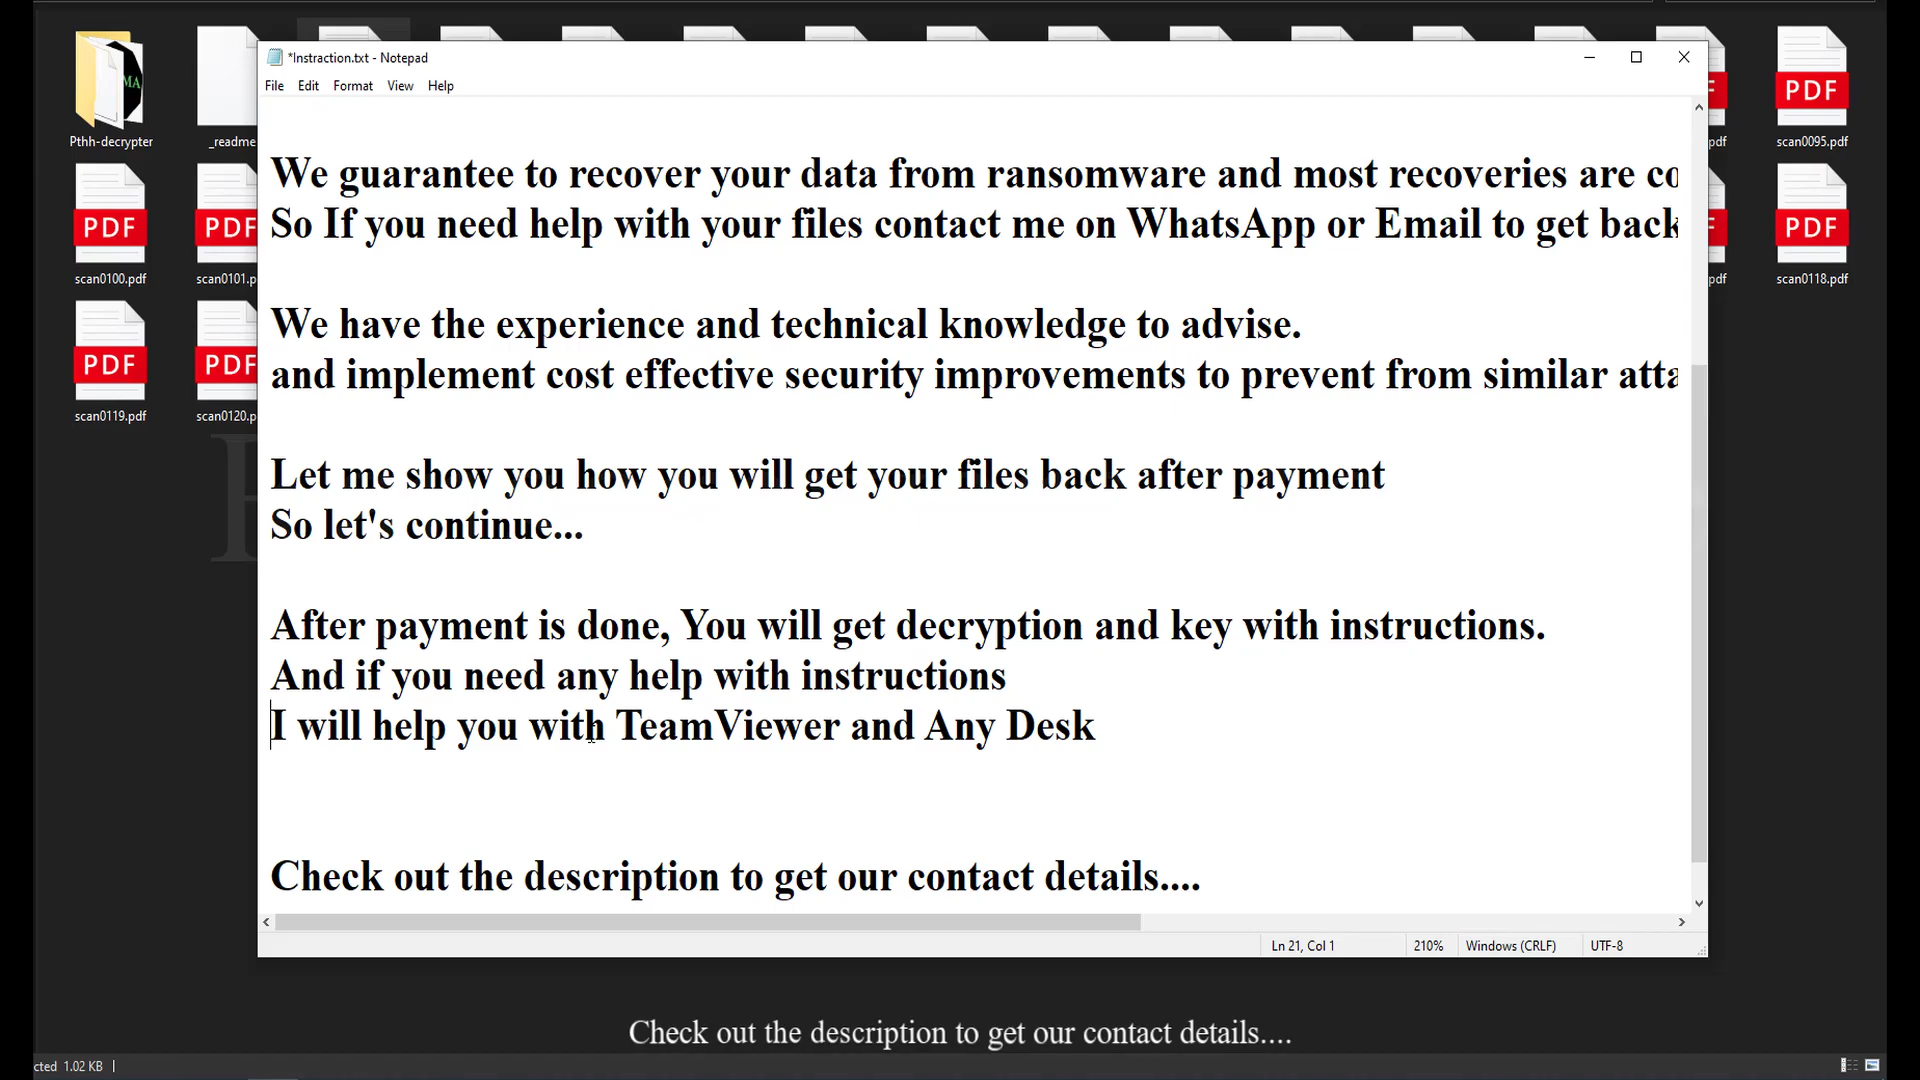 *Instraction.txt - Notepad
File Edit Format View Help
We guarantee to recover your data from ransomware and most recoveries are co
So If you need help with your files contact me on WhatsApp or Email to get back
We have the experience and technical knowledge to advise.
and implement cost effective security improvements to prevent from similar atta
Let me show you how you will get your files back after payment
So let's continue...
After payment is done, You will get decryption and key with instructions.
And if you need any help with instructions
I will help you with TeamViewer and Any Desk
Check out the description to get our contact details....
Ln 21, Col 1 210% Windows (CRLF) UTF-8
MA
Pthh-decrypter _readme pdf scan0095.pdf
PDF PDF
scan0100.pdf scan0101.p pdf scan0118.pdf
PDF PDF PDF
scan0119.pdf scan0120.p
PDF PDF
Check out the description to get our contact details....
cted 1.02 KB